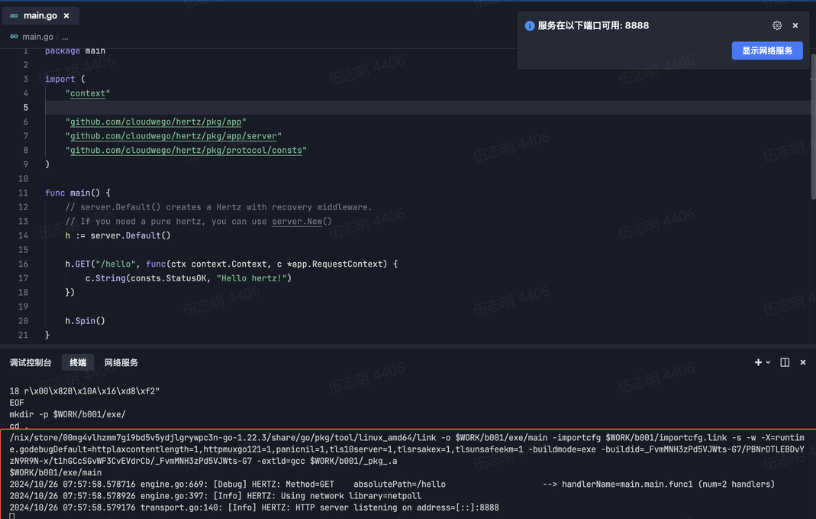 main.go ×
服务在以下端口可用: 8888
显示网络服务
main.go / ...
1 package main
2
3 import (
4 "context"
5
6 "github.com/cloudwego/hertz/pkg/app"
7 "github.com/cloudwego/hertz/pkg/app/server"
8 "github.com/cloudwego/hertz/pkg/protocol/consts"
9 )
10
11 func main() {
12 // server.Default() creates a Hertz with recovery middleware.
13 // If you need a pure hertz, you can use server.New()
14 h := server.Default()
15
16 h.GET("/hello", func(ctx context.Context, c *app.RequestContext) {
17 c.String(consts.StatusOK, "Hello hertz!")
18 })
19
20 h.Spin()
21 }
调试控制台 终端 网络服务
18 r\x00\x82B\x10A\x16\xd8\xf2"
EOF
mkdir -p $WORK/b001/exe/
cd .
/nix/store/00mg4vlhzmm7gi9bd5v5ydjlgrywpc3n-go-1.22.3/share/go/pkg/tool/linux_amd64/link -o $WORK/b001/exe/main -importcfg $WORK/b001/importcfg.link -s -w -X=runtim
e.godebugDefault=httplaxcontentlength=1,httpmuxgo121=1,panicnil=1,tls10server=1,tlsrsakex=1,tlsunsafeekm=1 -buildmode=exe -buildid=_FvmMNH3zPd5VJWts-G7/PBNrDTLEBDvY
zN9R9N-x/t1hGCcSGvWF3CvEVdrCb/_FvmMNH3zPd5VJWts-G7 -extld=gcc $WORK/b001/_pkg_.a
$WORK/b001/exe/main
2024/10/26 07:57:58.578716 engine.go:669: [Debug] HERTZ: Method=GET absolutePath=/hello --> handlerName=main.main.func1 (num=2 handlers)
2024/10/26 07:57:58.578926 engine.go:397: [Info] HERTZ: Using network library=netpoll
2024/10/26 07:57:58.579176 transport.go:140: [Info] HERTZ: HTTP server listening on address=[::]:8888
伍志明 4406